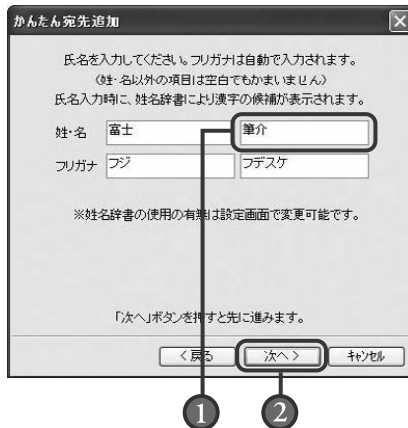 かんたん宛先追加
氏名を入力してください。フリガナは自動で入力されます。
(姓・名以外の項目は空白でもかまいません)
氏名入力時に、姓名辞書により漢字の候補が表示されます。
姓・名 富士 筆介
フリガナ フジ フデスケ
※姓名辞書の使用の有無は設定画面で変更可能です。
「次へ」ボタンを押すと先に進みます。
< 戻る 次へ > キャンセル
1 2